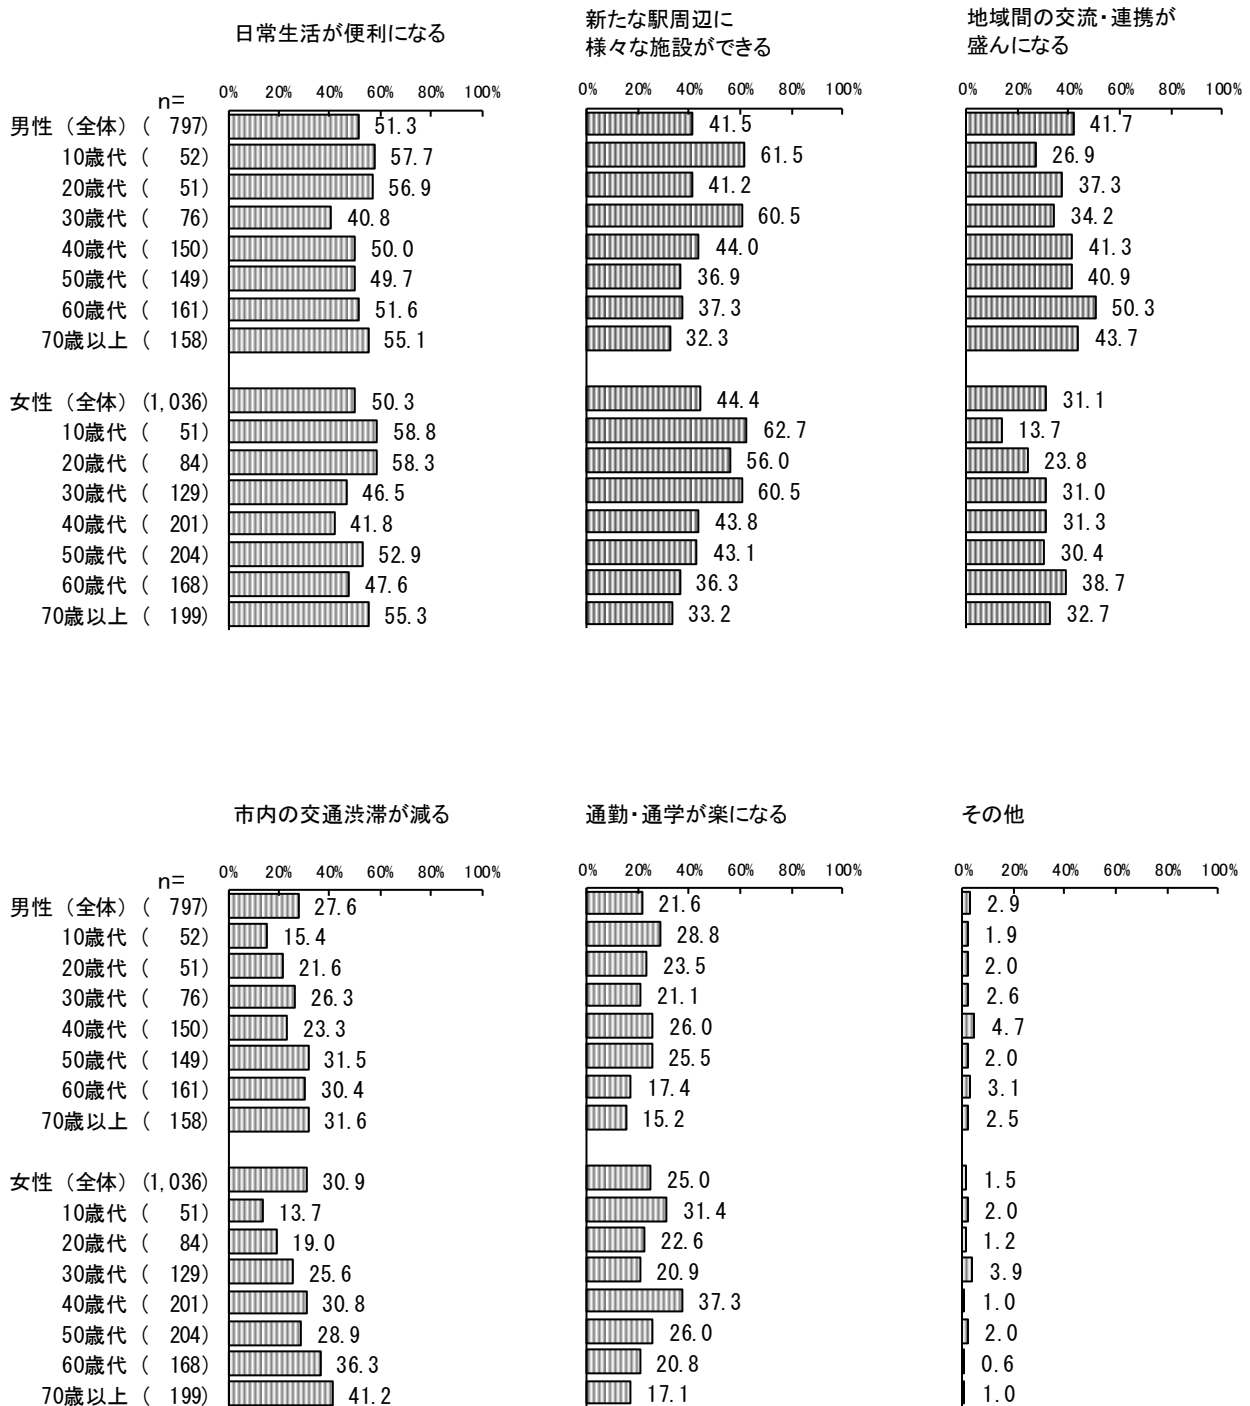 日常生活が便利になる
新たな駅周辺に
様々な施設ができる
地域間の交流・連携が
盛んになる
n=
0% 20% 40% 60% 80% 100%
0% 20% 40% 60% 80% 100%
0% 20% 40% 60% 80% 100%
男性（全体）( 797) 51.3 41.5 41.7
10歳代 ( 52) 57.7 61.5 26.9
20歳代 ( 51) 56.9 41.2 37.3
30歳代 ( 76) 40.8 60.5 34.2
40歳代 ( 150) 50.0 44.0 41.3
50歳代 ( 149) 49.7 36.9 40.9
60歳代 ( 161) 51.6 37.3 50.3
70歳以上 ( 158) 55.1 32.3 43.7
女性（全体）(1,036) 50.3 44.4 31.1
10歳代 ( 51) 58.8 62.7 13.7
20歳代 ( 84) 58.3 56.0 23.8
30歳代 ( 129) 46.5 60.5 31.0
40歳代 ( 201) 41.8 43.8 31.3
50歳代 ( 204) 52.9 43.1 30.4
60歳代 ( 168) 47.6 36.3 38.7
70歳以上 ( 199) 55.3 33.2 32.7
市内の交通渋滞が減る
通勤・通学が楽になる
その他
n=
0% 20% 40% 60% 80% 100%
0% 20% 40% 60% 80% 100%
0% 20% 40% 60% 80% 100%
男性（全体）( 797) 27.6 21.6 2.9
10歳代 ( 52) 15.4 28.8 1.9
20歳代 ( 51) 21.6 23.5 2.0
30歳代 ( 76) 26.3 21.1 2.6
40歳代 ( 150) 23.3 26.0 4.7
50歳代 ( 149) 31.5 25.5 2.0
60歳代 ( 161) 30.4 17.4 3.1
70歳以上 ( 158) 31.6 15.2 2.5
女性（全体）(1,036) 30.9 25.0 1.5
10歳代 ( 51) 13.7 31.4 2.0
20歳代 ( 84) 19.0 22.6 1.2
30歳代 ( 129) 25.6 20.9 3.9
40歳代 ( 201) 30.8 37.3 1.0
50歳代 ( 204) 28.9 26.0 2.0
60歳代 ( 168) 36.3 20.8 0.6
70歳以上 ( 199) 41.2 17.1 1.0